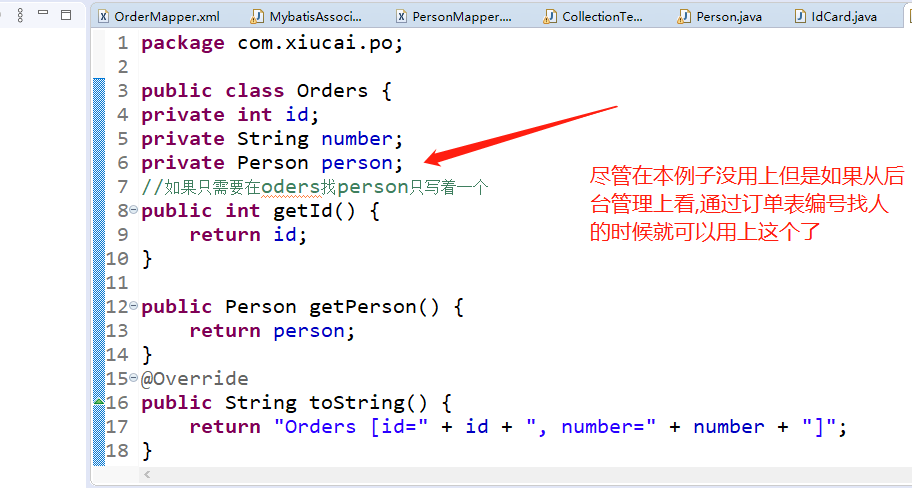 OrderMapper.xml
MybatisAssoci...
PersonMapper....
CollectionTe...
Person.java
IdCard.java
1 package com.xiucai.po;
2
3 public class Orders {
4 private int id;
5 private String number;
6 private Person person;
7 //如果只需要在oders找person只写着一个
8 public int getId() {
9 return id;
10 }
11
12 public Person getPerson() {
13 return person;
14 }
15 @Override
16 public String toString() {
17 return "Orders [id=" + id + ", number=" + number + "]";
18 }
尽管在本例子没用上但是如果从后
台管理上看,通过订单表编号找人
的时候就可以用上这个了